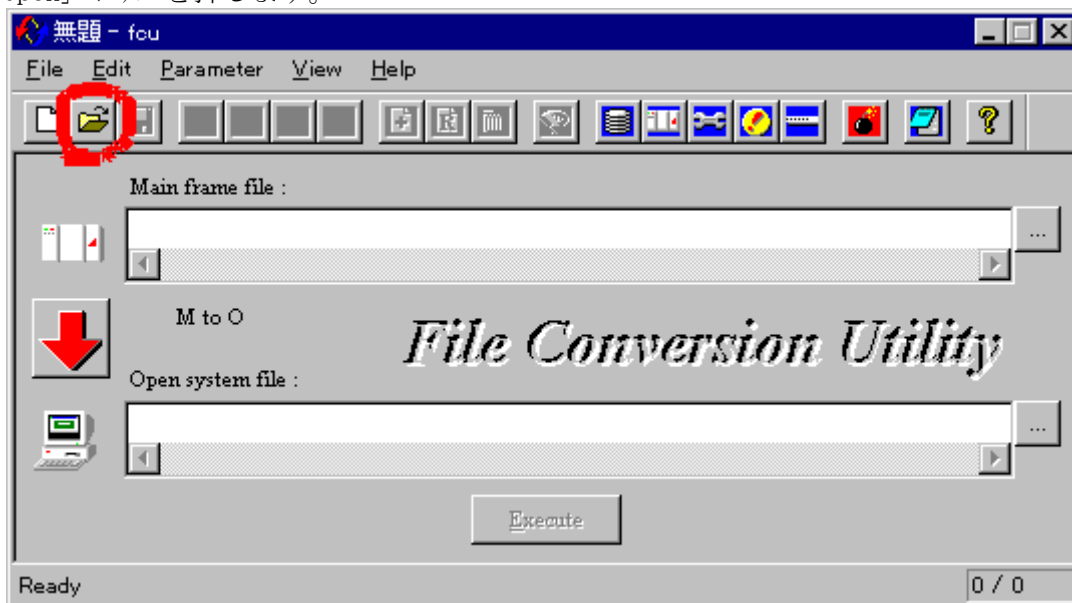 無題 - fcu
File Edit Parameter View Help
Main frame file :
...
M to O
File Conversion Utility
Open system file :
...
Execute
Ready 0 / 0